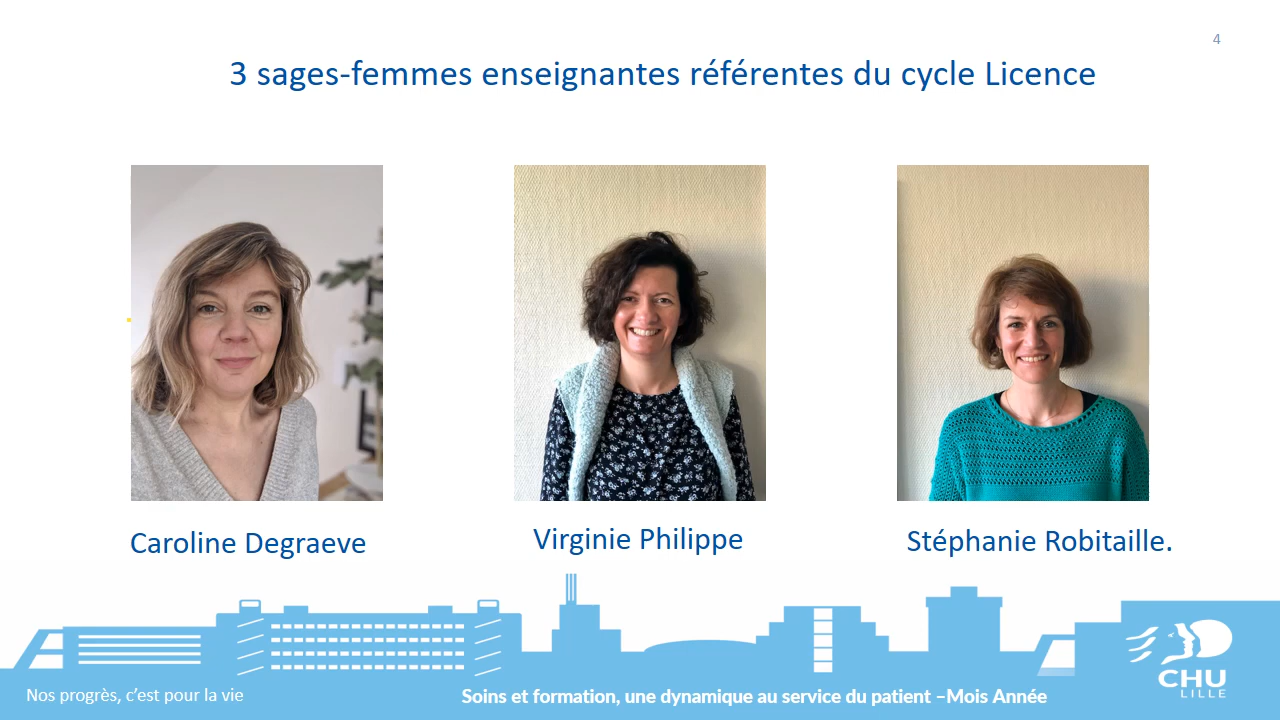 4
3 sages-femmes enseignantes référentes du cycle Licence
Caroline Degraeve
Virginie Philippe
Stéphanie Robitaille.
Nos progrès, c'est pour la vie
Soins et formation, une dynamique au service du patient –Mois Année
CHU
LILLE